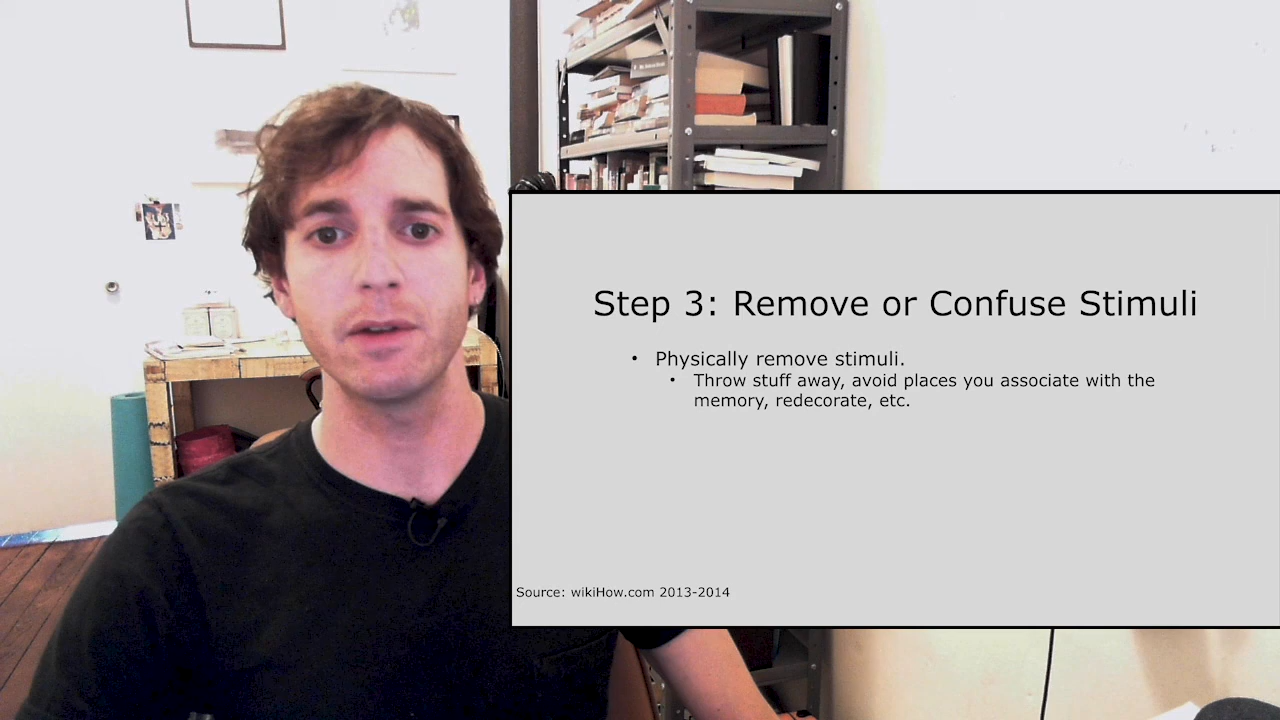 Step 3: Remove or Confuse Stimuli
• Physically remove stimuli.
• Throw stuff away, avoid places you associate with the
memory, redecorate, etc.
Source: wikiHow.com 2013-2014